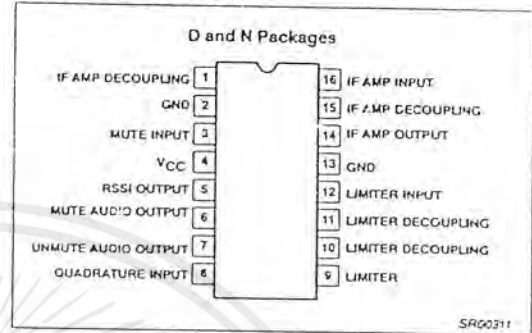 D and N Packages
IF AMP DECOUPLING 1
GND 2
MUTE INPUT 3
VCC 4
RSSI OUTPUT 5
MUTE AUDIO OUTPUT 6
UNMUTE AUDIO OUTPUT 7
QUADRATURE INPUT 8
16 IF AMP INPUT
15 IF AMP DECOUPLING
14 IF AMP OUTPUT
13 GND
12 LIMITER INPUT
11 LIMITER DECOUPLING
10 LIMITER DECOUPLING
9 LIMITER
SR00311